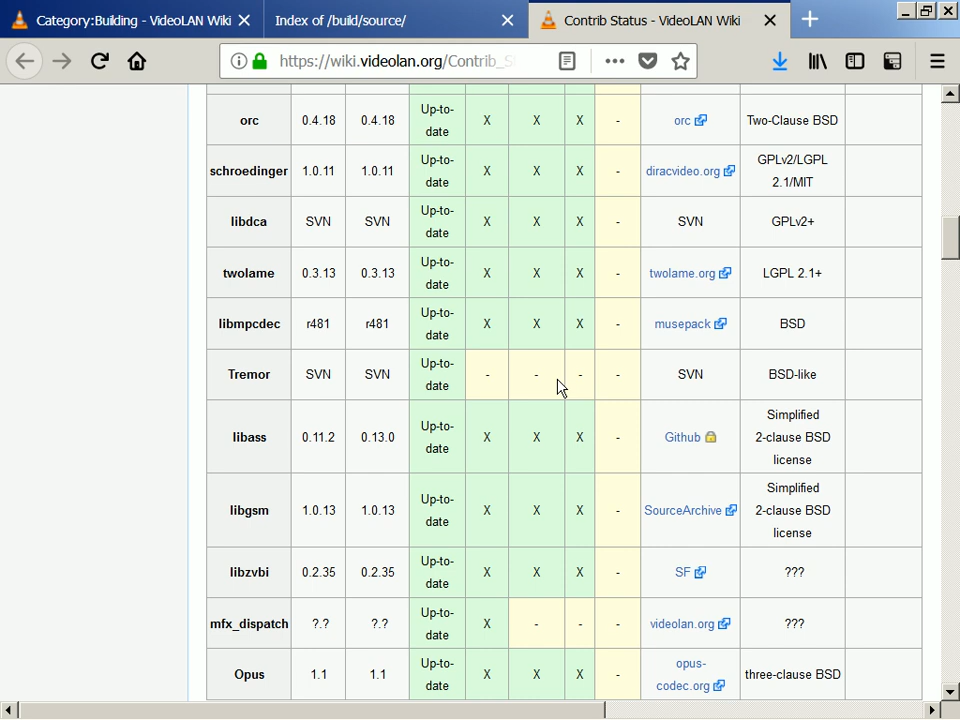 Category:Building - VideoLAN Wiki
Index of /build/source/
Contrib Status - VideoLAN Wiki
https://wiki.videolan.org/Contrib_S
orc 0.4.18 0.4.18 Up-to-date X X X - orc Two-Clause BSD
schroedinger 1.0.11 1.0.11 Up-to-date X X X - diracvideo.org GPLv2/LGPL 2.1/MIT
libdca SVN SVN Up-to-date X X X - SVN GPLv2+
twolame 0.3.13 0.3.13 Up-to-date X X X - twolame.org LGPL 2.1+
libmpcdec r481 r481 Up-to-date X X X - musepack BSD
Tremor SVN SVN Up-to-date - - - - SVN BSD-like
libass 0.11.2 0.13.0 Up-to-date X X X - Github Simplified 2-clause BSD license
libgsm 1.0.13 1.0.13 Up-to-date X X X - SourceArchive Simplified 2-clause BSD license
libzvbi 0.2.35 0.2.35 Up-to-date X X X - SF ???
mfx_dispatch ?.? ?.? Up-to-date X - - - videolan.org ???
Opus 1.1 1.1 Up-to-date X X X - opus-codec.org three-clause BSD